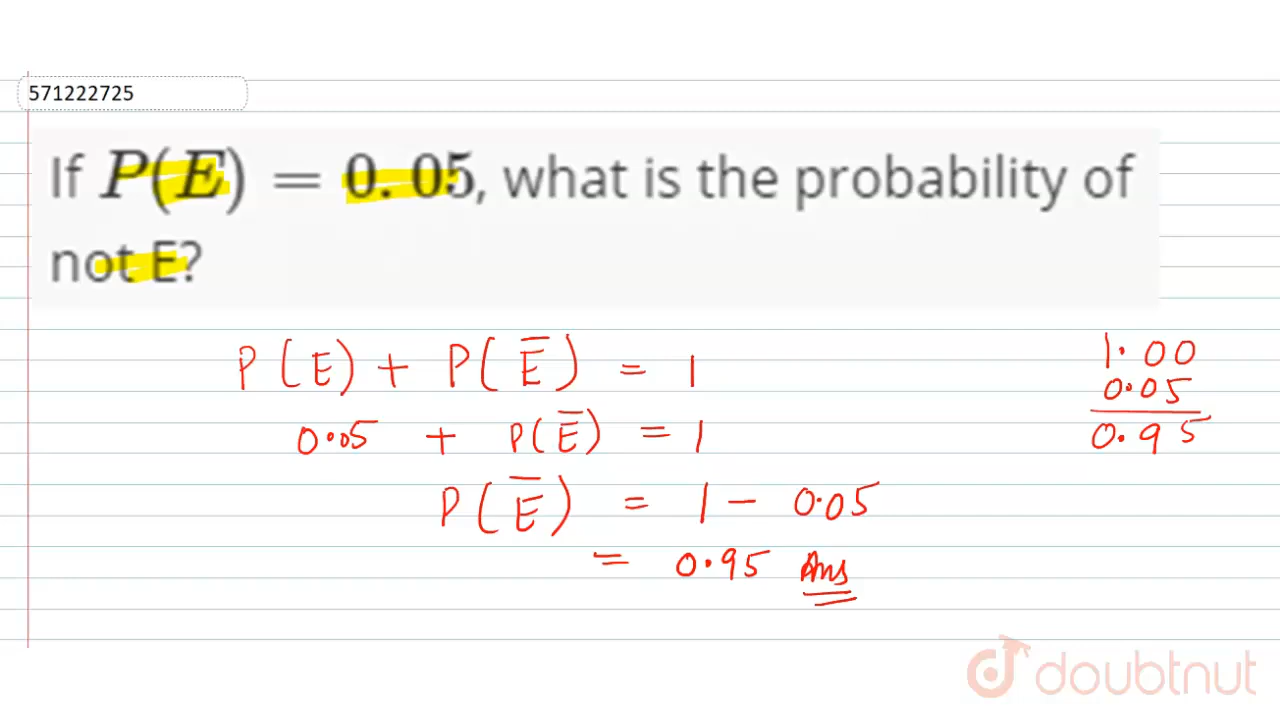 571222725
If P(E) = 0.05, what is the probability of
not E?
P(E) + P(E̅) = 1
0.05 + P(E̅) = 1
P(E̅) = 1 - 0.05
= 0.95 Ans
1.00
0.05
0.95
doubtnut